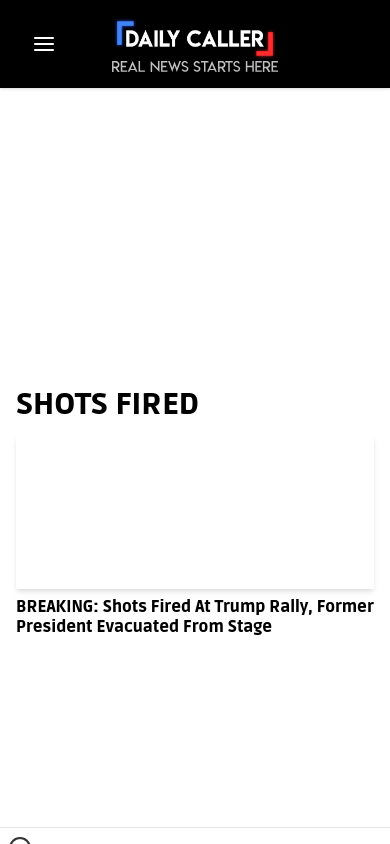 DAILY CALLER
REAL NEWS STARTS HERE
SHOTS FIRED
BREAKING: Shots Fired At Trump Rally, Former
President Evacuated From Stage